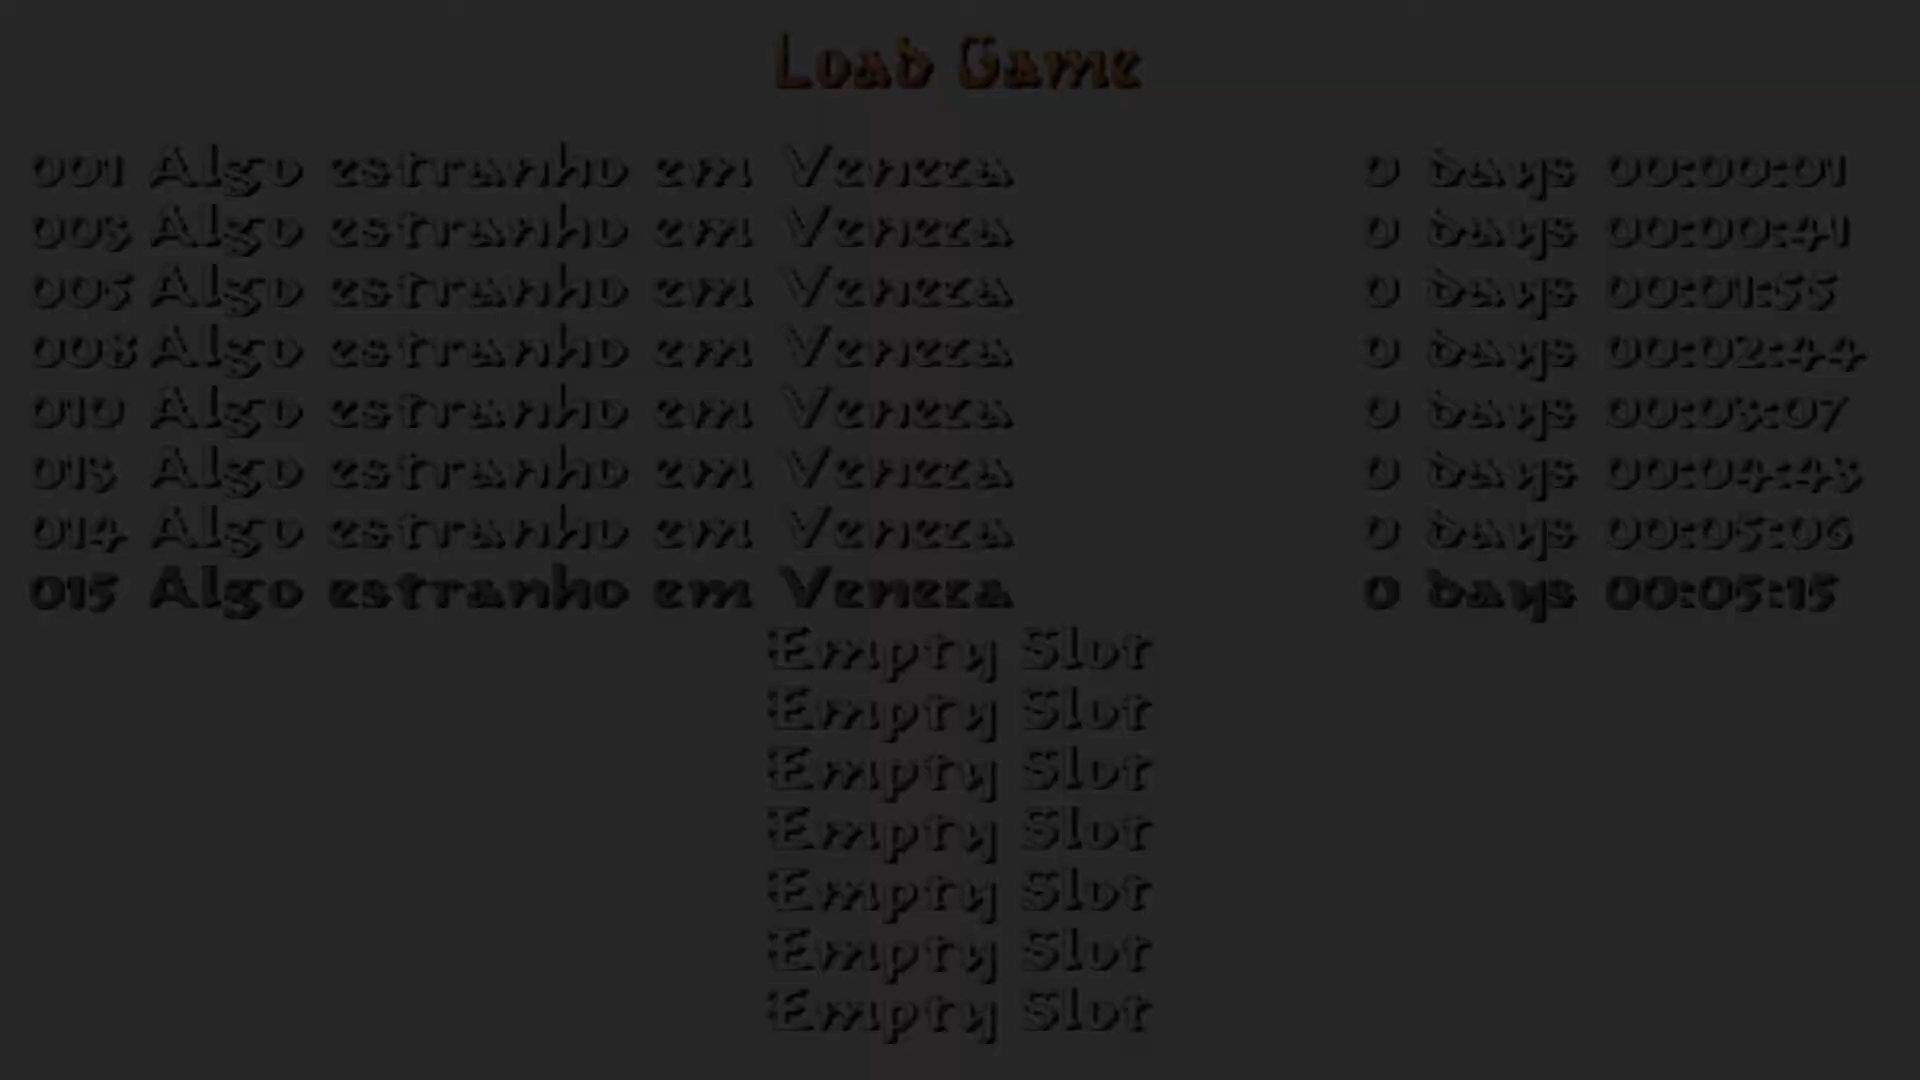 Load Game
001 Algo estranho em Veneza 0 days 00:00:01
003 Algo estranho em Veneza 0 days 00:00:41
005 Algo estranho em Veneza 0 days 00:01:55
008 Algo estranho em Veneza 0 days 00:02:44
010 Algo estranho em Veneza 0 days 00:03:07
013 Algo estranho em Veneza 0 days 00:04:43
014 Algo estranho em Veneza 0 days 00:05:06
015 Algo estranho em Veneza 0 days 00:05:15
Empty Slot
Empty Slot
Empty Slot
Empty Slot
Empty Slot
Empty Slot
Empty Slot